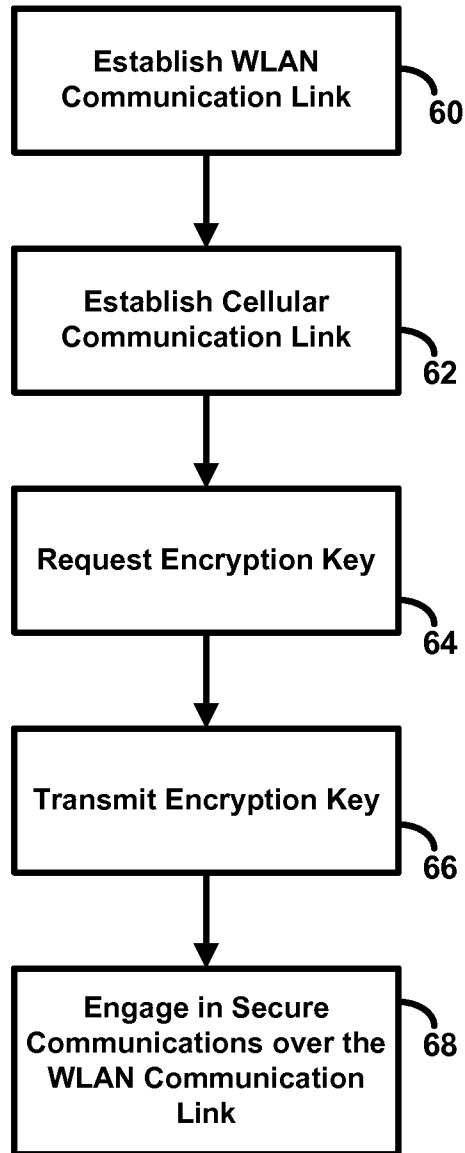 Establish WLAN
Communication Link
60
Establish Cellular
Communication Link
62
Request Encryption Key
64
Transmit Encryption Key
66
Engage in Secure
Communications over the
WLAN Communication
Link
68